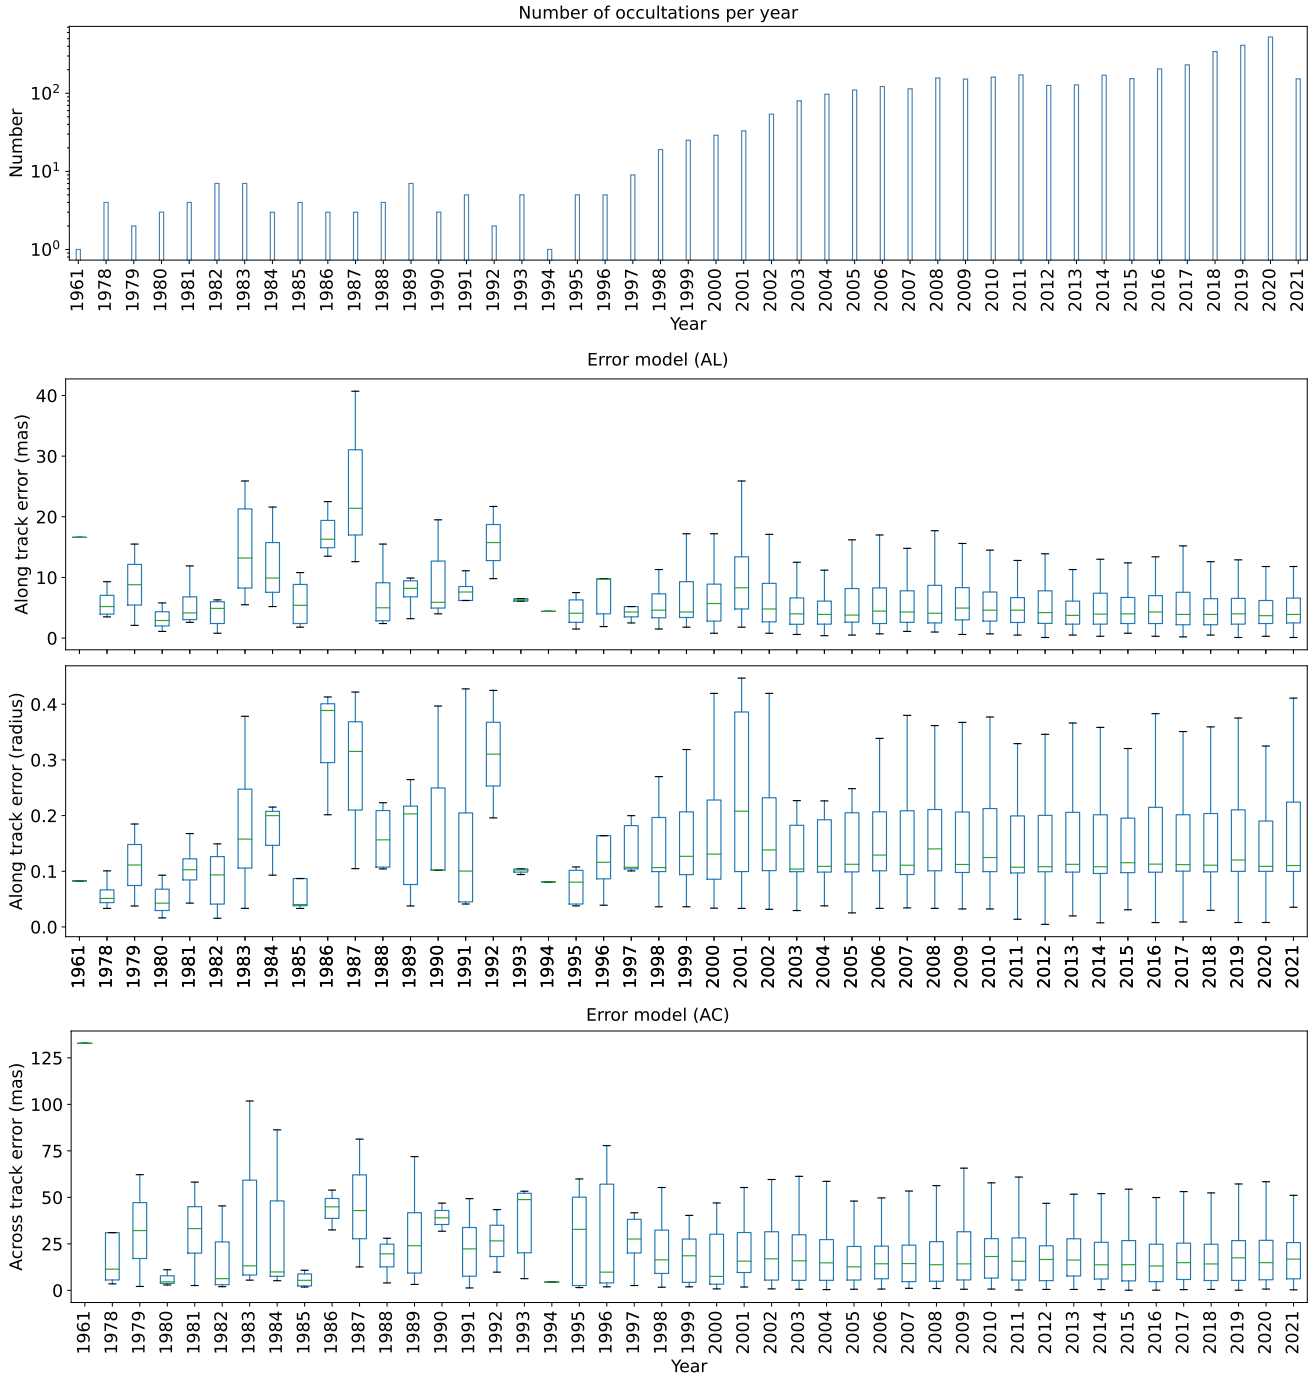 Number of occultations per year
Number
10² 10¹ 10⁰
1961 1978 1979 1980 1981 1982 1983 1984 1985 1986 1987 1988 1989 1990 1991 1992 1993 1994 1995 1996 1997 1998 1999 2000 2001 2002 2003 2004 2005 2006 2007 2008 2009 2010 2011 2012 2013 2014 2015 2016 2017 2018 2019 2020 2021
Year
Error model (AL)
Along track error (mas)
40
30
20
10
0
Along track error (radius)
0.4
0.3
0.2
0.1
0.0
1961 1978 1979 1980 1981 1982 1983 1984 1985 1986 1987 1988 1989 1990 1991 1992 1993 1994 1995 1996 1997 1998 1999 2000 2001 2002 2003 2004 2005 2006 2007 2008 2009 2010 2011 2012 2013 2014 2015 2016 2017 2018 2019 2020 2021
Error model (AC)
Across track error (mas)
125
100
75
50
25
0
1961 1978 1979 1980 1981 1982 1983 1984 1985 1986 1987 1988 1989 1990 1991 1992 1993 1994 1995 1996 1997 1998 1999 2000 2001 2002 2003 2004 2005 2006 2007 2008 2009 2010 2011 2012 2013 2014 2015 2016 2017 2018 2019 2020 2021
Year